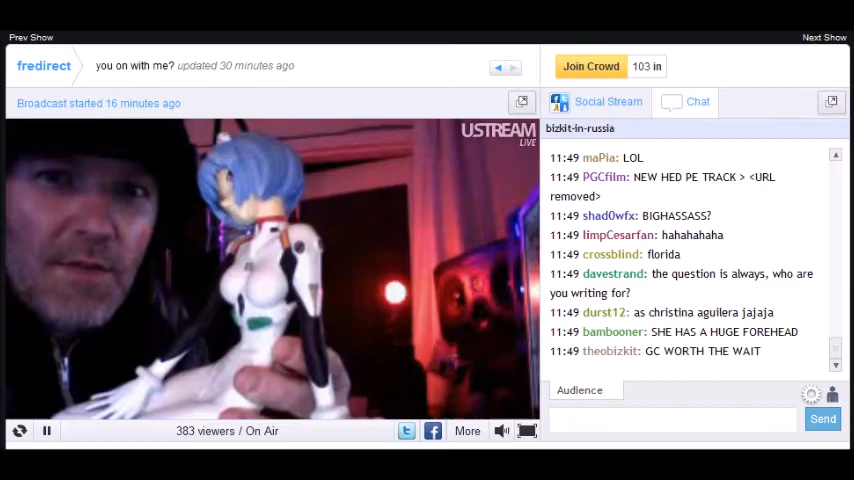 Prev Show
Next Show
fredirect
you on with me? updated 30 minutes ago
Join Crowd
103 in
Broadcast started 16 minutes ago
Social Stream
Chat
bizkit-in-russia
USTREAM
LIVE
11:49 maPia: LOL
11:49 PGCfilm: NEW HED PE TRACK > <URL
removed>
11:49 shad0wfx: BIGHASSASS?
11:49 limpCesarfan: hahahahaha
11:49 crossblind: florida
11:49 davestrand: the question is always, who are
you writing for?
11:49 durst12: as christina aguilera jajaja
11:49 bambooner: SHE HAS A HUGE FOREHEAD
11:49 theobizkit: GC WORTH THE WAIT
Audience
Send
383 viewers / On Air
More